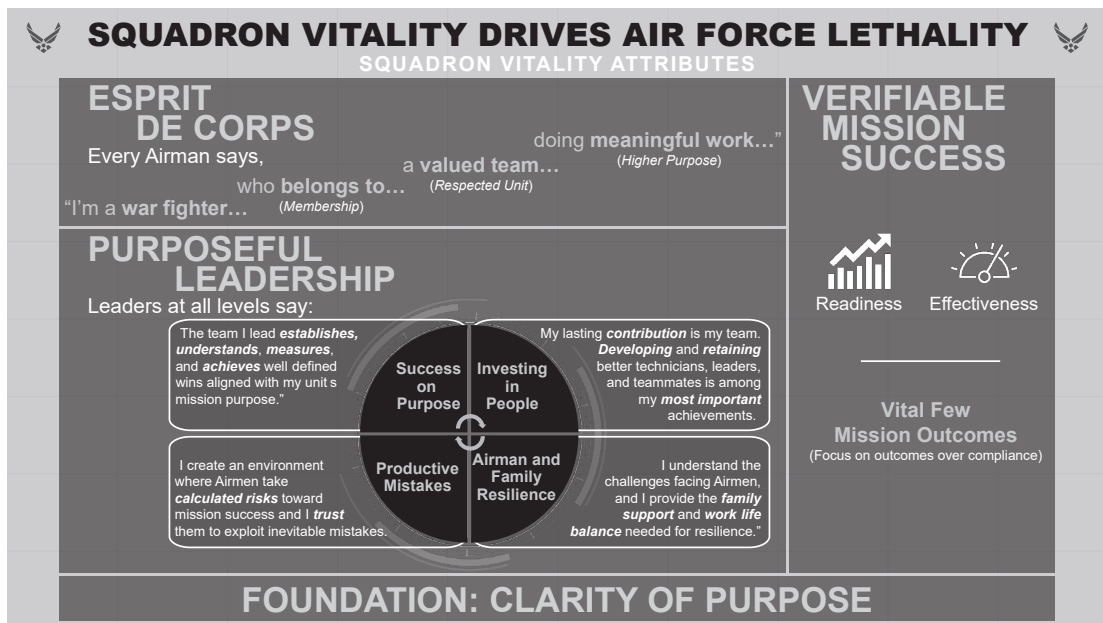 SQUADRON VITALITY DRIVES AIR FORCE LETHALITY
SQUADRON VITALITY ATTRIBUTES
ESPRIT
DE CORPS
Every Airman says,
“I’m a war fighter…
who belongs to…
(Membership)
a valued team…
(Respected Unit)
doing meaningful work…”
(Higher Purpose)
PURPOSEFUL
LEADERSHIP
Leaders at all levels say:
The team I lead establishes,
understands, measures,
and achieves well defined
wins aligned with my unit s
mission purpose.”
Success
on
Purpose
Investing
in
People
My lasting contribution is my team.
Developing and retaining
better technicians, leaders,
and teammates is among
my most important
achievements.
I create an environment
where Airmen take
calculated risks toward
mission success and I trust
them to exploit inevitable mistakes.
Productive
Mistakes
Airman and
Family
Resilience
I understand the
challenges facing Airmen,
and I provide the family
support and work life
balance needed for resilience.”
VERIFIABLE
MISSION
SUCCESS
Readiness
Effectiveness
Vital Few
Mission Outcomes
(Focus on outcomes over compliance)
FOUNDATION: CLARITY OF PURPOSE